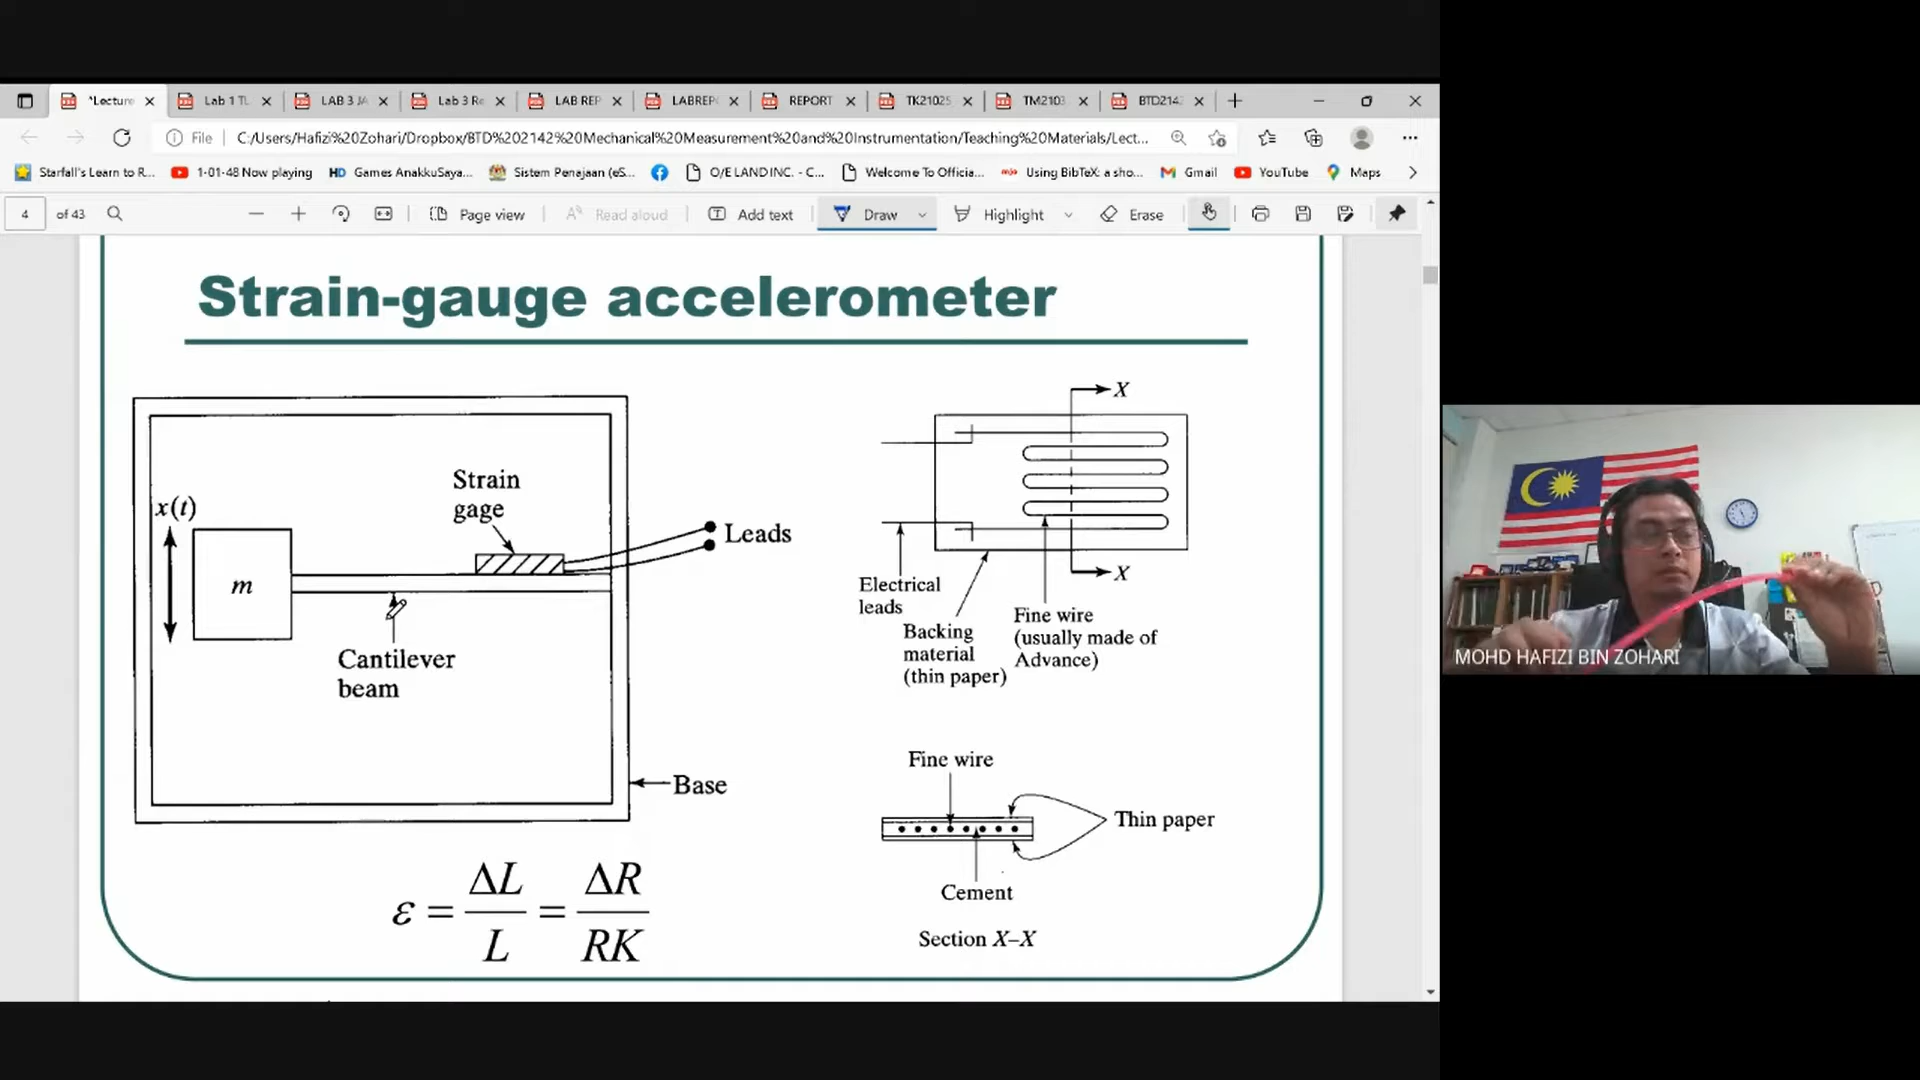 *Lecture
Lab 1 TL
LAB 3 JA
Lab 3 Re
LAB REP
LABREP
REPORT
TK21025
TM2103
BTD214
File
C:/Users/Hafizi%20Zohari/Dropbox/BTD%202142%20Mechanical%20Measurement%20and%20Instrumentation/Teaching%20Materials/Lect...
Starfall's Learn to R...
1-01-48 Now playing
HD Games AnakkuSaya...
Sistem Penajaan (eS...
O/E LAND INC. - C...
Welcome To Officia...
Using BibTeX: a sho...
Gmail
YouTube
Maps
4 of 43
Page view
Read aloud
Add text
Draw
Highlight
Erase
Strain-gauge accelerometer
x(t)
m
Strain
gage
Leads
Cantilever
beam
Base
ε = ΔL/L = ΔR/RK
X
X
Electrical
leads
Backing
material
(thin paper)
Fine wire
(usually made of
Advance)
Fine wire
Thin paper
Cement
Section X–X
MOHD HAFIZI BIN ZOHARI